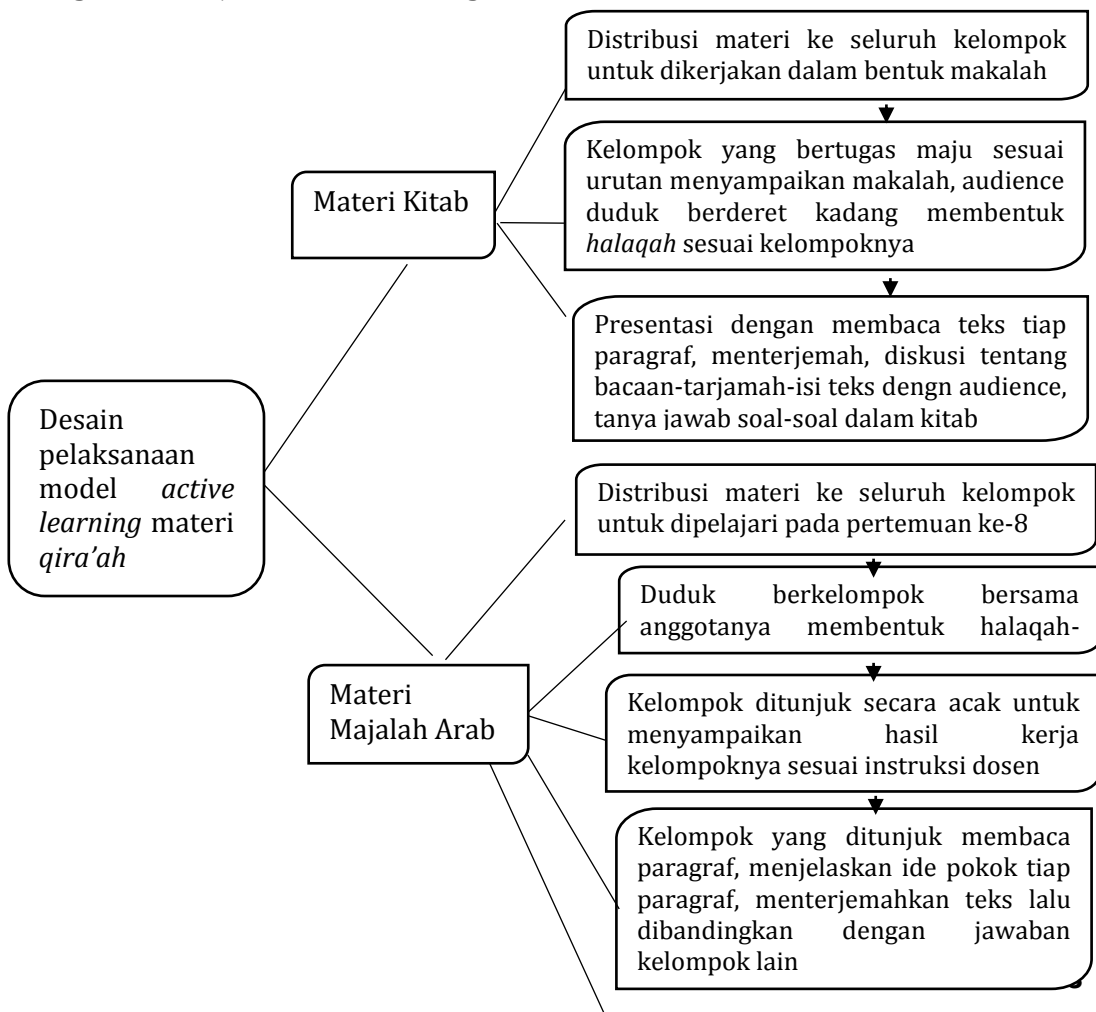 Distribusi materi ke seluruh kelompok
untuk dikerjakan dalam bentuk makalah
Kelompok yang bertugas maju sesuai
urutan menyampaikan makalah, audience
duduk berderet kadang membentuk
halaqah sesuai kelompoknya
Materi Kitab
Presentasi dengan membaca teks tiap
paragraf, menterjemah, diskusi tentang
bacaan-tarjamah-isi teks dengn audience,
tanya jawab soal-soal dalam kitab
Desain
pelaksanaan
model active
learning materi
qira’ah
Distribusi materi ke seluruh kelompok
untuk dipelajari pada pertemuan ke-8
Duduk berkelompok bersama
anggotanya membentuk halaqah-
Materi
Majalah Arab
Kelompok ditunjuk secara acak untuk
menyampaikan hasil kerja
kelompoknya sesuai instruksi dosen
Kelompok yang ditunjuk membaca
paragraf, menjelaskan ide pokok tiap
paragraf, menterjemahkan teks lalu
dibandingkan dengan jawaban
kelompok lain